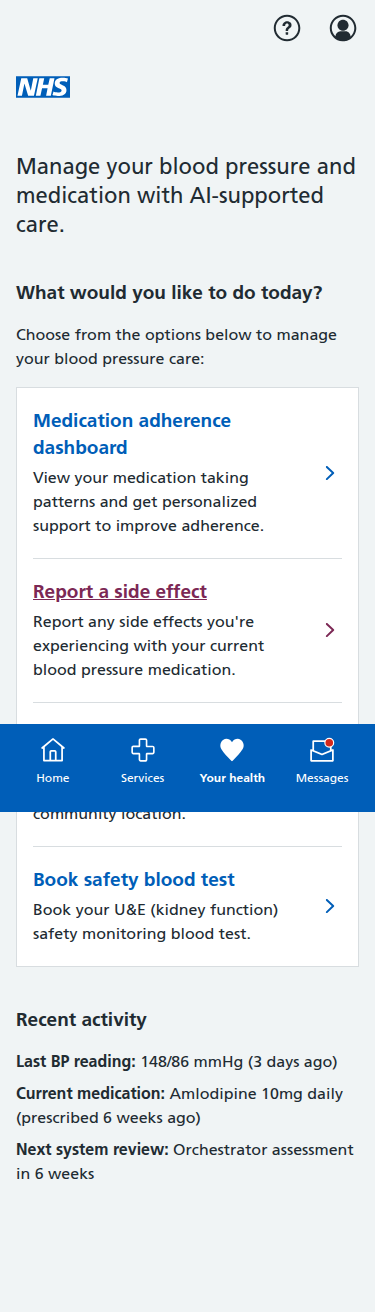 NHS
Manage your blood pressure and
medication with AI-supported
care.
What would you like to do today?
Choose from the options below to manage
your blood pressure care:
Medication adherence
dashboard
View your medication taking
patterns and get personalized
support to improve adherence.
Report a side effect
Report any side effects you're
experiencing with your current
blood pressure medication.
Home
Services
Your health
Messages
community location.
Book safety blood test
Book your U&E (kidney function)
safety monitoring blood test.
Recent activity
Last BP reading: 148/86 mmHg (3 days ago)
Current medication: Amlodipine 10mg daily
(prescribed 6 weeks ago)
Next system review: Orchestrator assessment
in 6 weeks